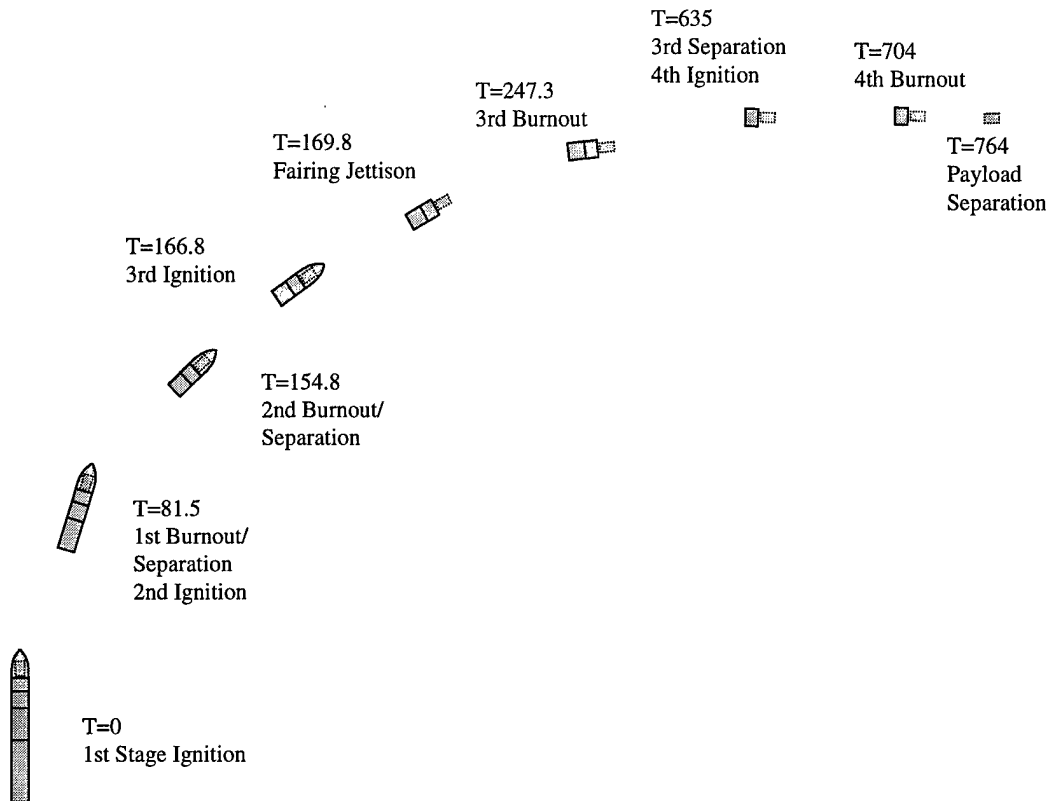 T=635
3rd Separation
4th Ignition
T=704
4th Burnout
T=247.3
3rd Burnout
T=764
Payload
Separation
T=169.8
Fairing Jettison
T=166.8
3rd Ignition
T=154.8
2nd Burnout/
Separation
T=81.5
1st Burnout/
Separation
2nd Ignition
T=0
1st Stage Ignition